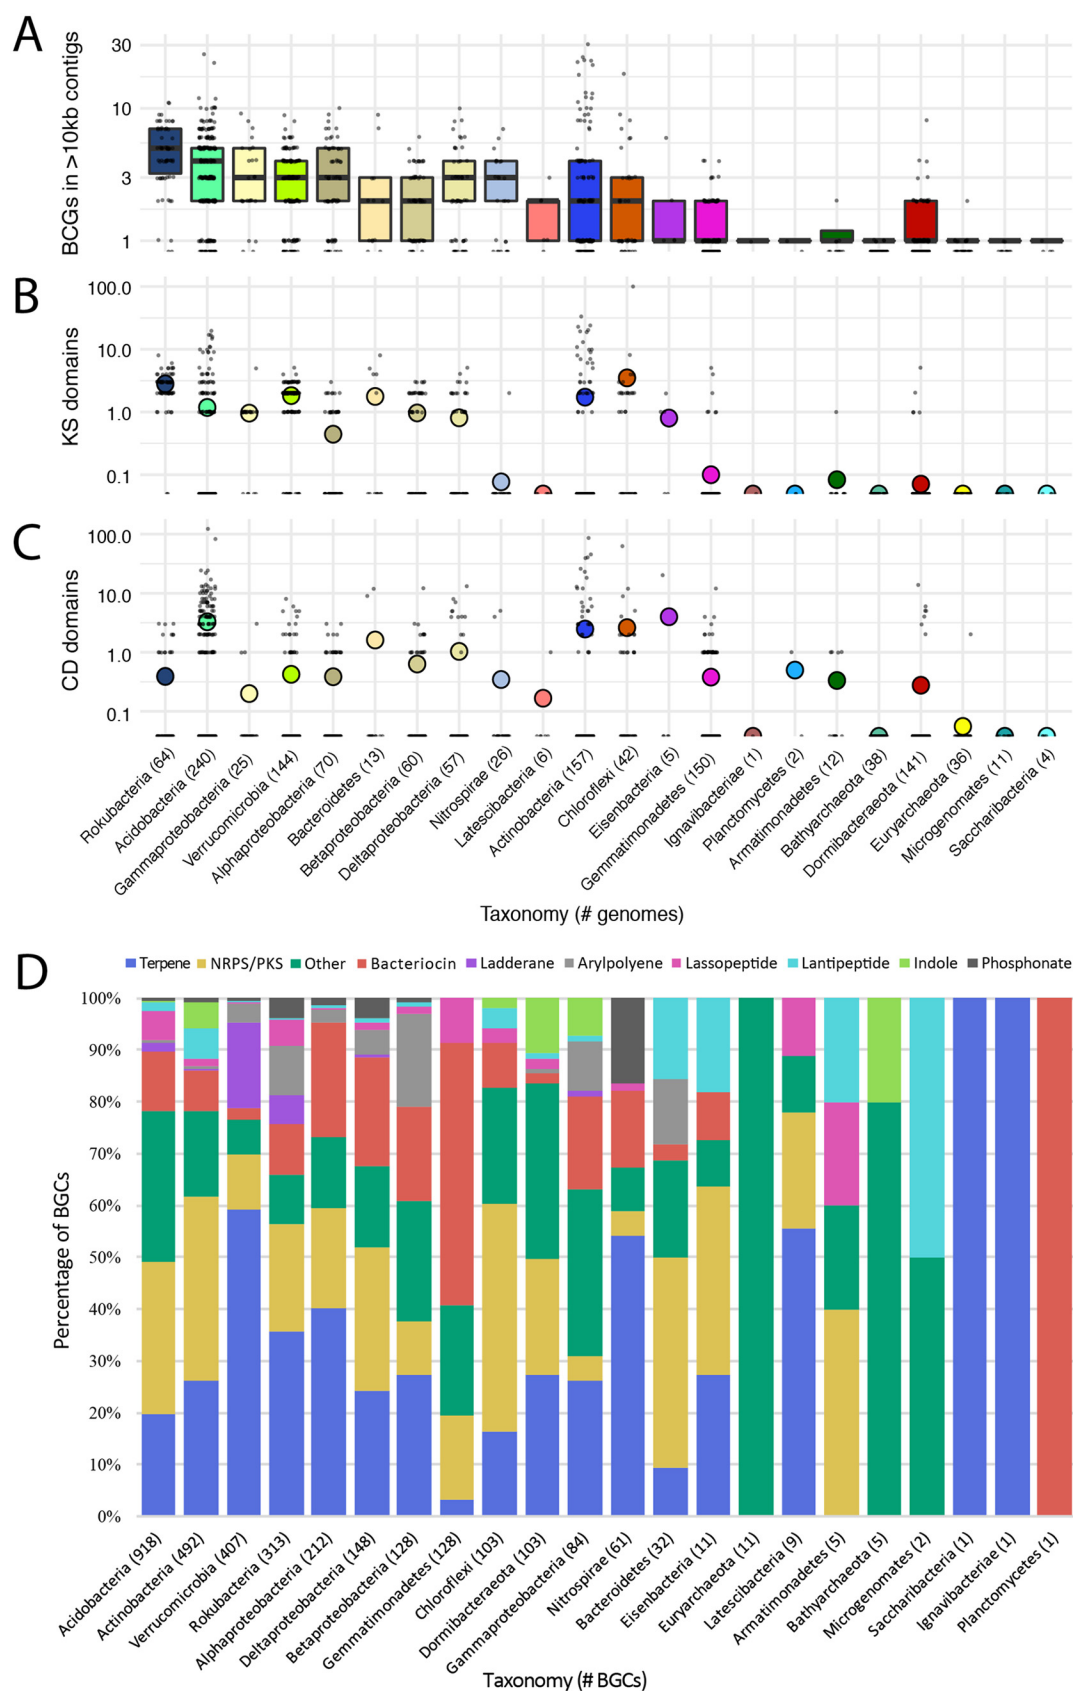 A
BCGs in >10kb contigs
30
10
3
1
B
KS domains
100.0
10.0
1.0
0.1
C
CD domains
100.0
10.0
1.0
0.1
Rokubacteria (64)
Acidobacteria (240)
Gammaproteobacteria (25)
Verrucomicrobia (144)
Alphaproteobacteria (70)
Bacteroidetes (13)
Betaproteobacteria (60)
Deltaproteobacteria (57)
Nitrospirae (26)
Latescibacteria (6)
Actinobacteria (157)
Chloroflexi (42)
Eisenbacteria (5)
Gemmatimonadetes (150)
Ignavibacteriae (1)
Planctomycetes (2)
Armatimonadetes (12)
Bathyarchaeota (38)
Dormibacteraeota (141)
Euryarchaeota (36)
Microgenomates (11)
Saccharibacteria (4)
Taxonomy (# genomes)
D
Terpene NRPS/PKS Other Bacteriocin Ladderane Arylpolyene Lassopeptide Lantipeptide Indole Phosphonate
Percentage of BGCs
100%
90%
80%
70%
60%
50%
40%
30%
20%
10%
0%
Acidobacteria (918)
Actinobacteria (492)
Verrucomicrobia (407)
Rokubacteria (313)
Alphaproteobacteria (212)
Deltaproteobacteria (148)
Betaproteobacteria (128)
Gemmatimonadetes (128)
Chloroflexi (103)
Dormibacteraeota (103)
Gammaproteobacteria (84)
Nitrospirae (61)
Bacteroidetes (32)
Eisenbacteria (11)
Euryarchaeota (11)
Latescibacteria (9)
Armatimonadetes (5)
Bathyarchaeota (5)
Microgenomates (2)
Saccharibacteria (1)
Ignavibacteriae (1)
Planctomycetes (1)
Taxonomy (# BGCs)